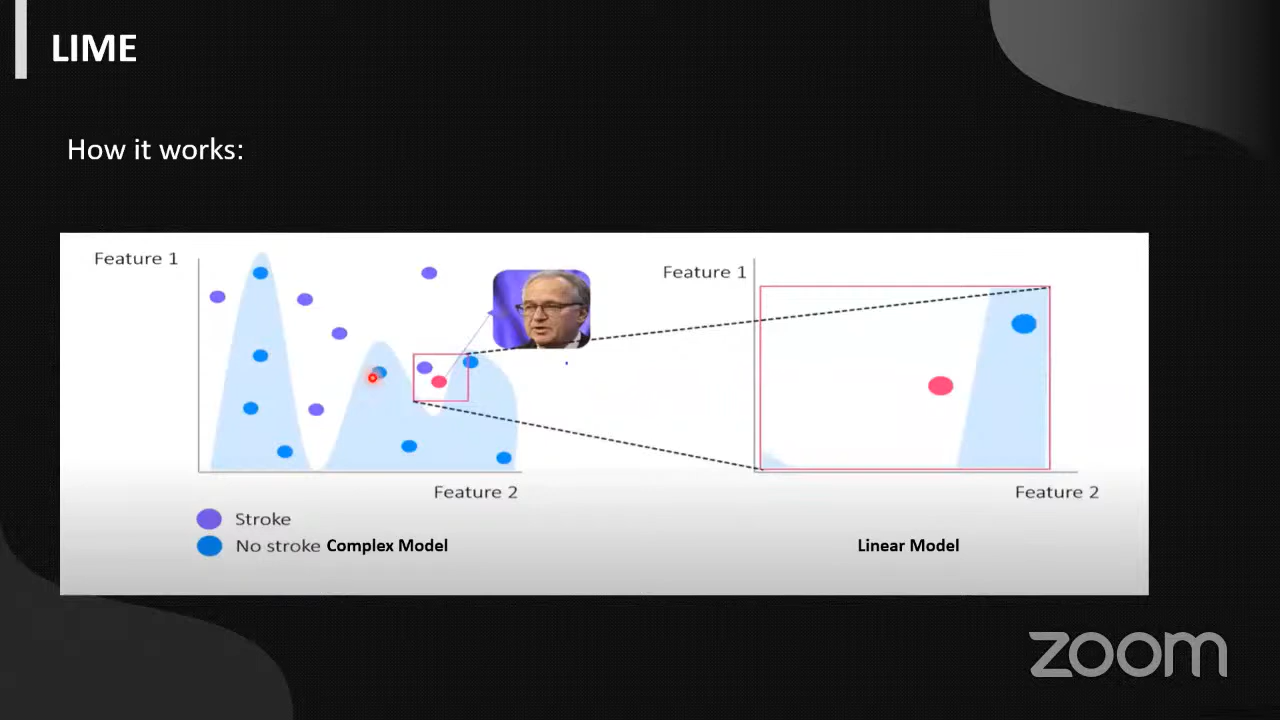 LIME
How it works:
Feature 1
Feature 2
Stroke
No stroke Complex Model
Feature 1
Feature 2
Linear Model
zoom